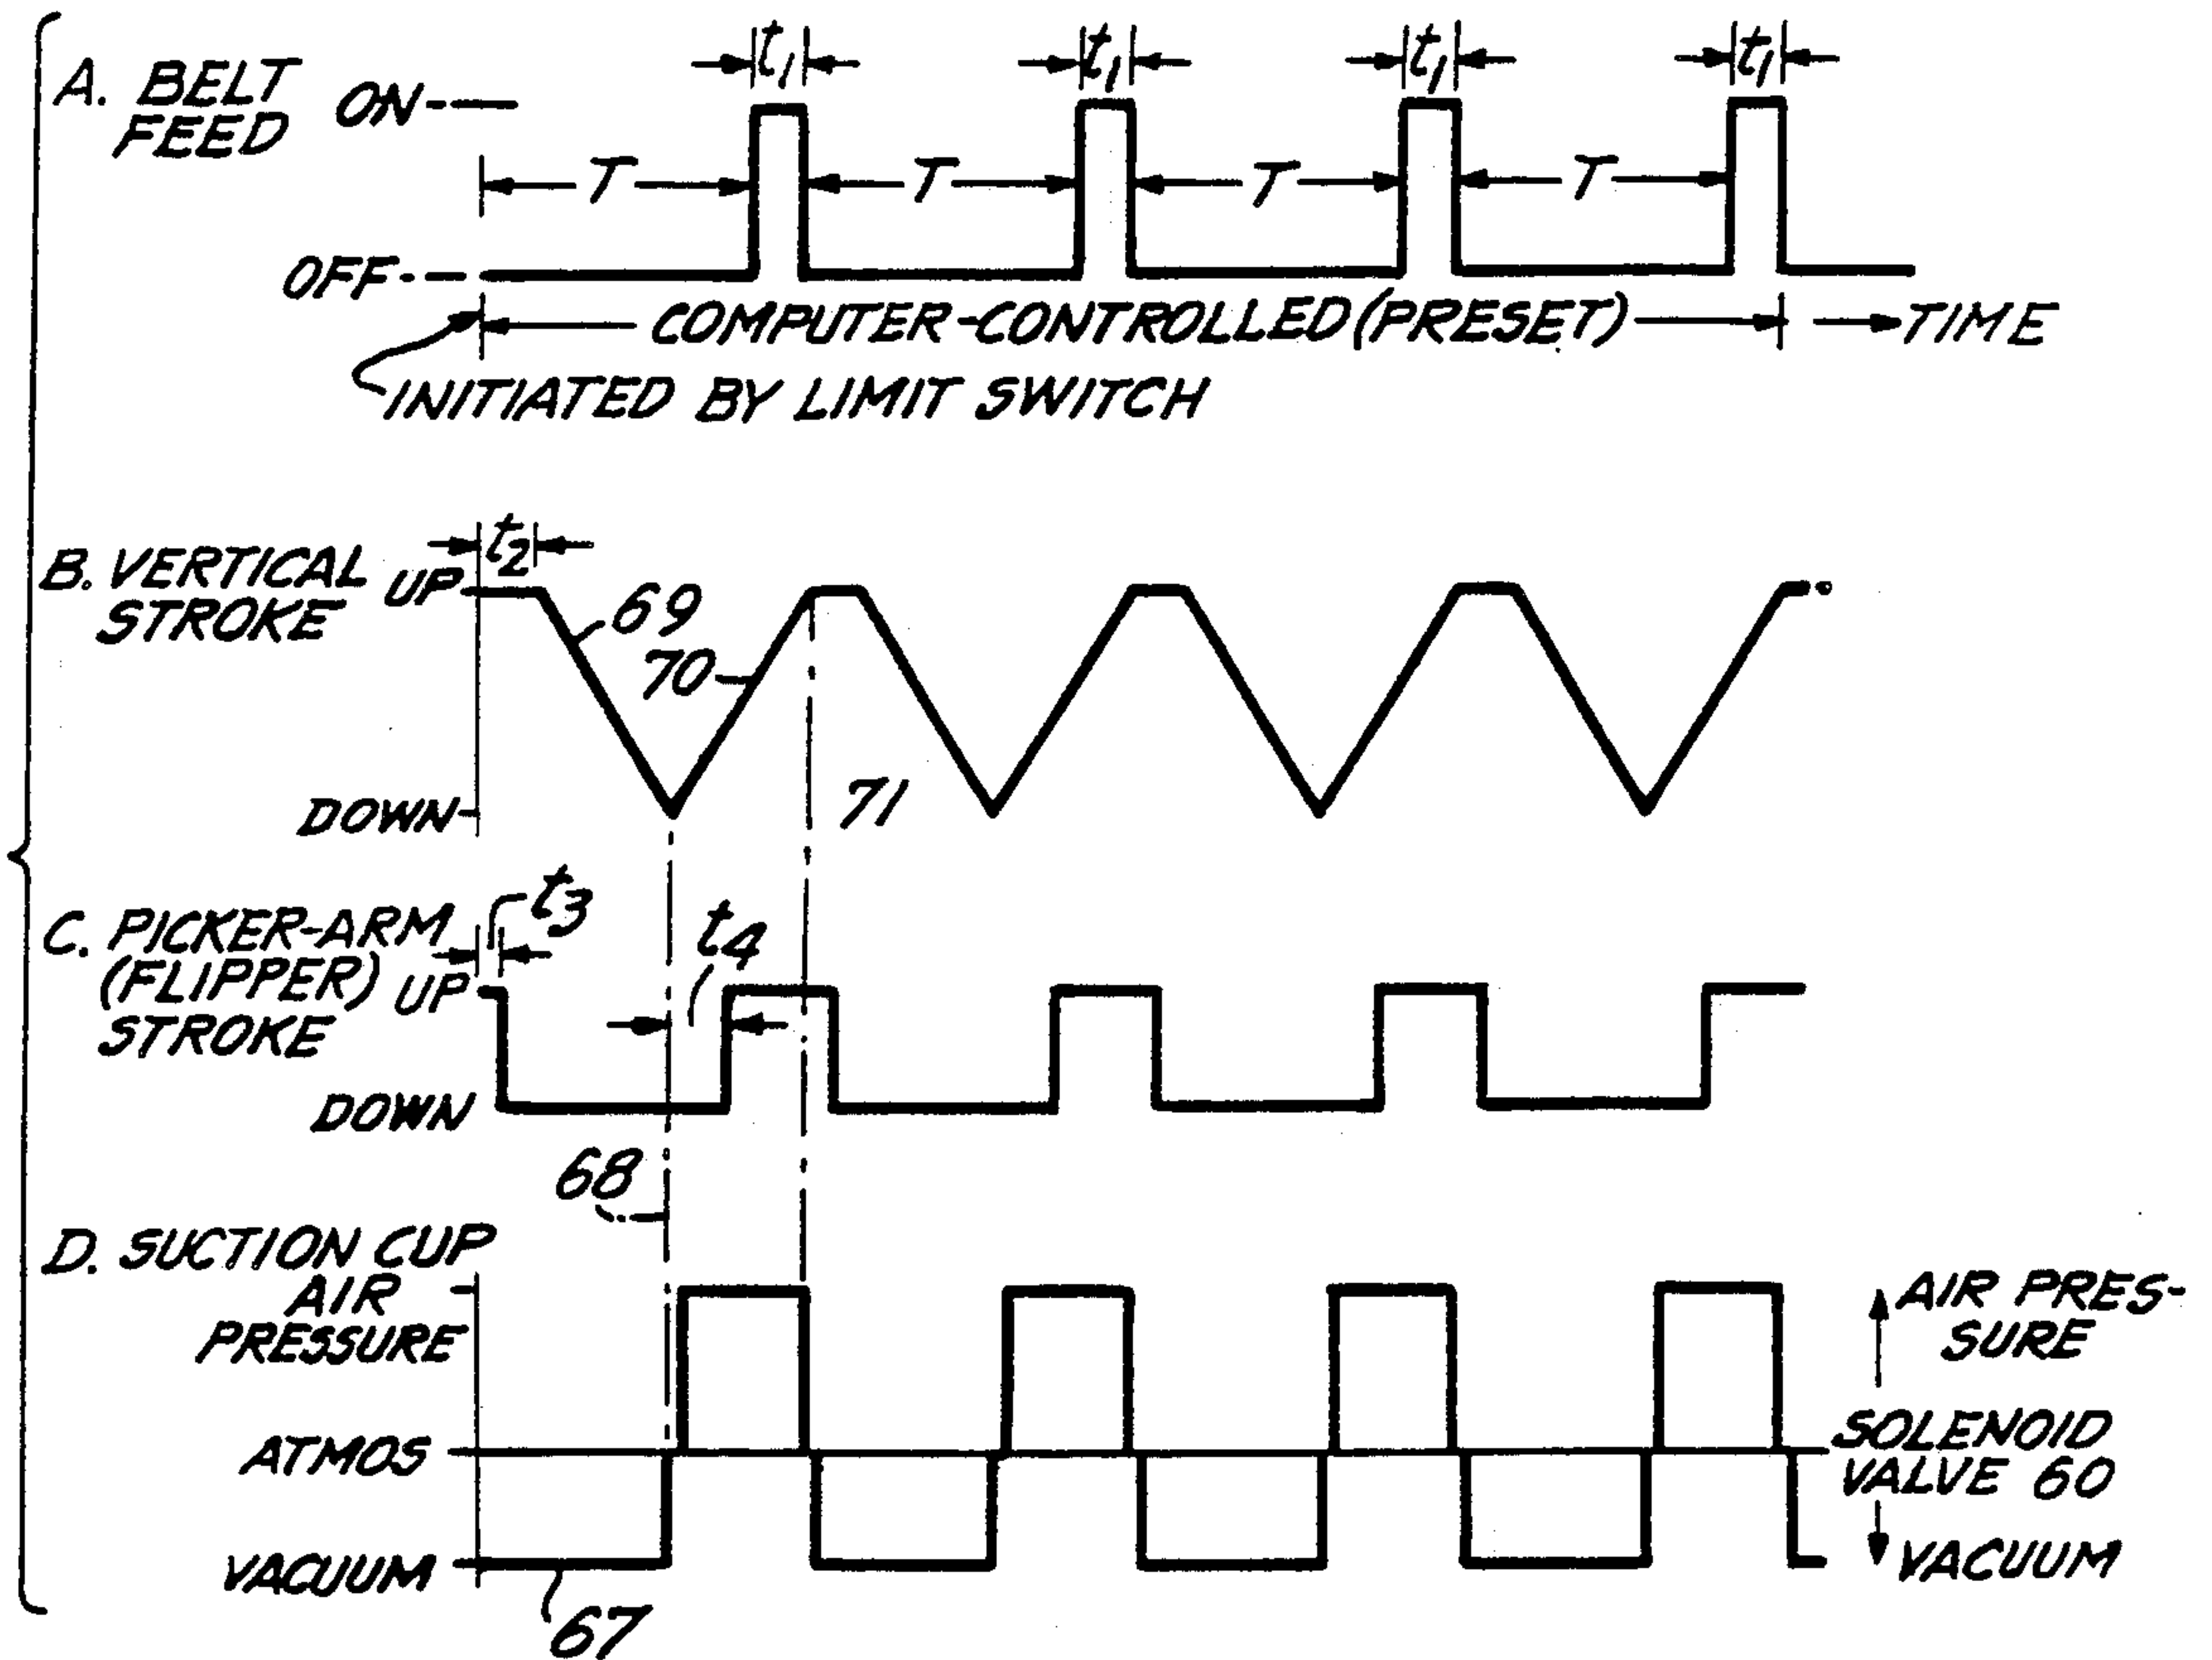 t1 t1 t1 t1
A. BELT
FEED
ON
T T T T
OFF
COMPUTER-CONTROLLED (PRESET)
TIME
INITIATED BY LIMIT SWITCH
t2
B. VERTICAL
STROKE
UP
69
70
71
DOWN
t3
C. PICKER-ARM
(FLIPPER)
STROKE
UP
t4
DOWN
68
D. SUCTION CUP
AIR
PRESSURE
AIR PRES-
SURE
ATMOS
SOLENOID
VALVE 60
VACUUM
VACUUM
67